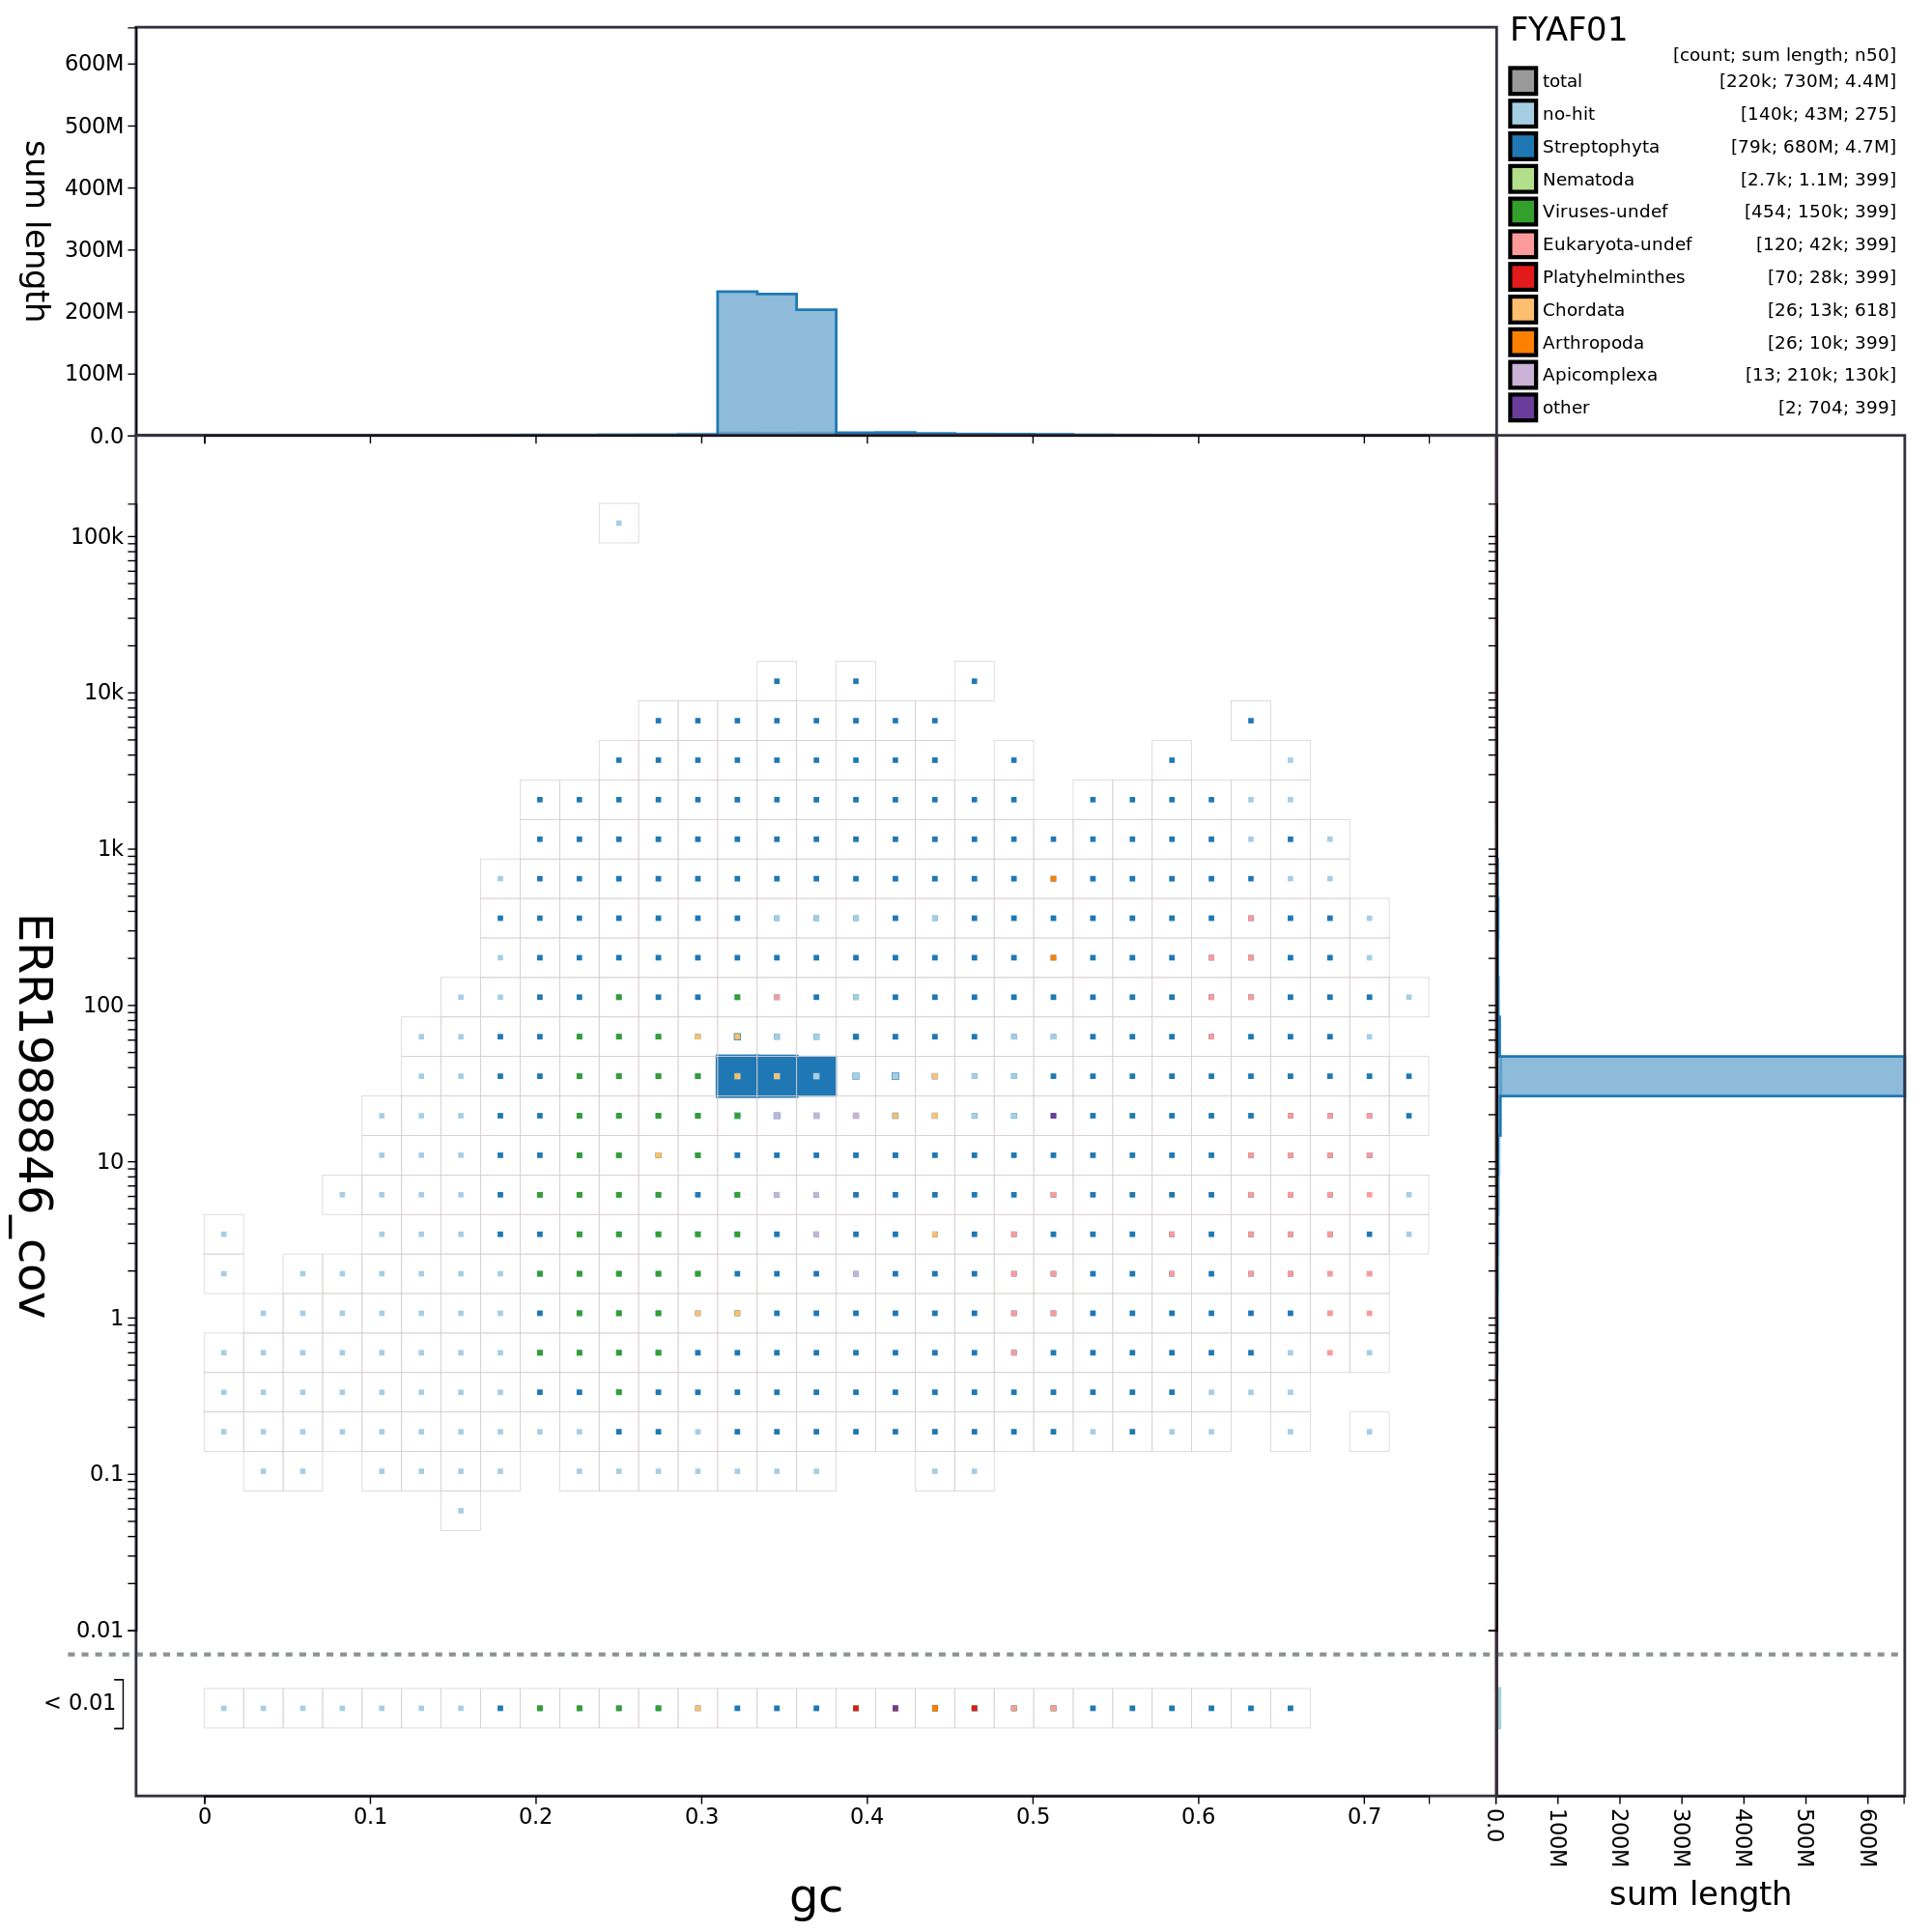 FYAF01
[count; sum length; n50]
total [220k; 730M; 4.4M]
no-hit [140k; 43M; 275]
Streptophyta [79k; 680M; 4.7M]
Nematoda [2.7k; 1.1M; 399]
Viruses-undef [454; 150k; 399]
Eukaryota-undef [120; 42k; 399]
Platyhelminthes [70; 28k; 399]
Chordata [26; 13k; 618]
Arthropoda [26; 10k; 399]
Apicomplexa [13; 210k; 130k]
other [2; 704; 399]
sum length
600M
500M
400M
300M
200M
100M
0.0
ERR1988846_cov
100k
10k
1k
100
10
1
0.1
0.01
< 0.01
0 0.1 0.2 0.3 0.4 0.5 0.6 0.7
gc
0.0 100M 200M 300M 400M 500M 600M
sum length